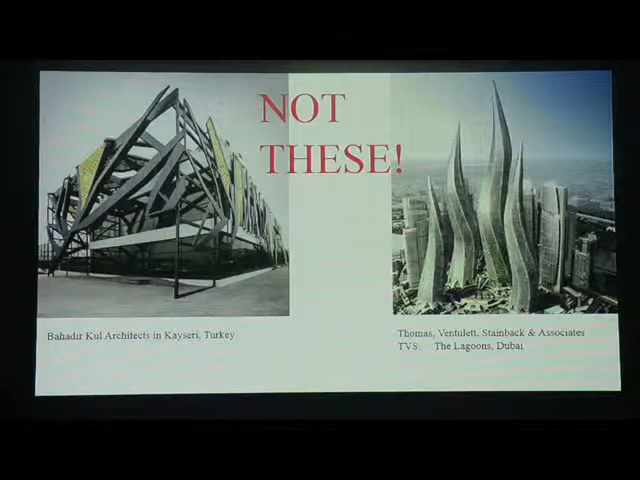 NOT
THESE!
Bahadır Kul Architects in Kayseri, Turkey
Thomas, Ventulett, Stainback & Associates
TVS: The Lagoons, Dubai